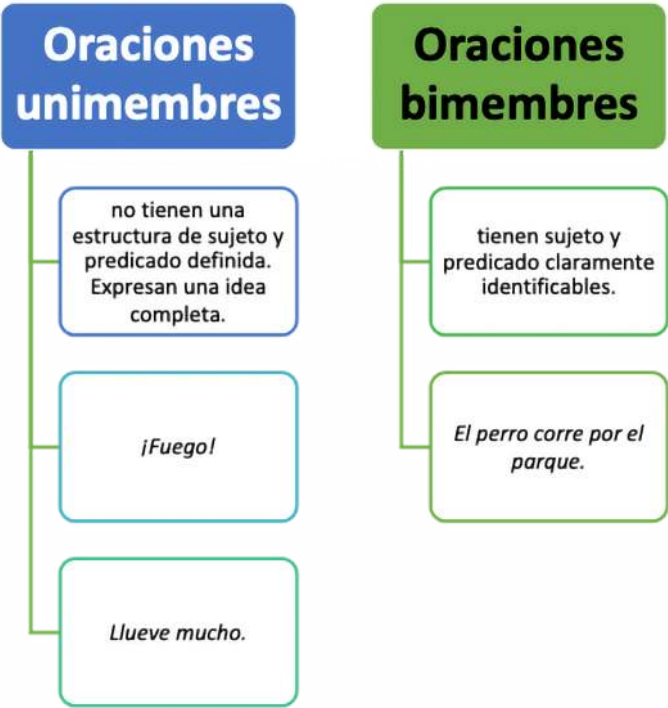 Oraciones
unimembres
no tienen una
estructura de sujeto y
predicado definida.
Expresan una idea
completa.
¡Fuego!
Llueve mucho.
Oraciones
bimembres
tienen sujeto y
predicado claramente
identificables.
El perro corre por el
parque.